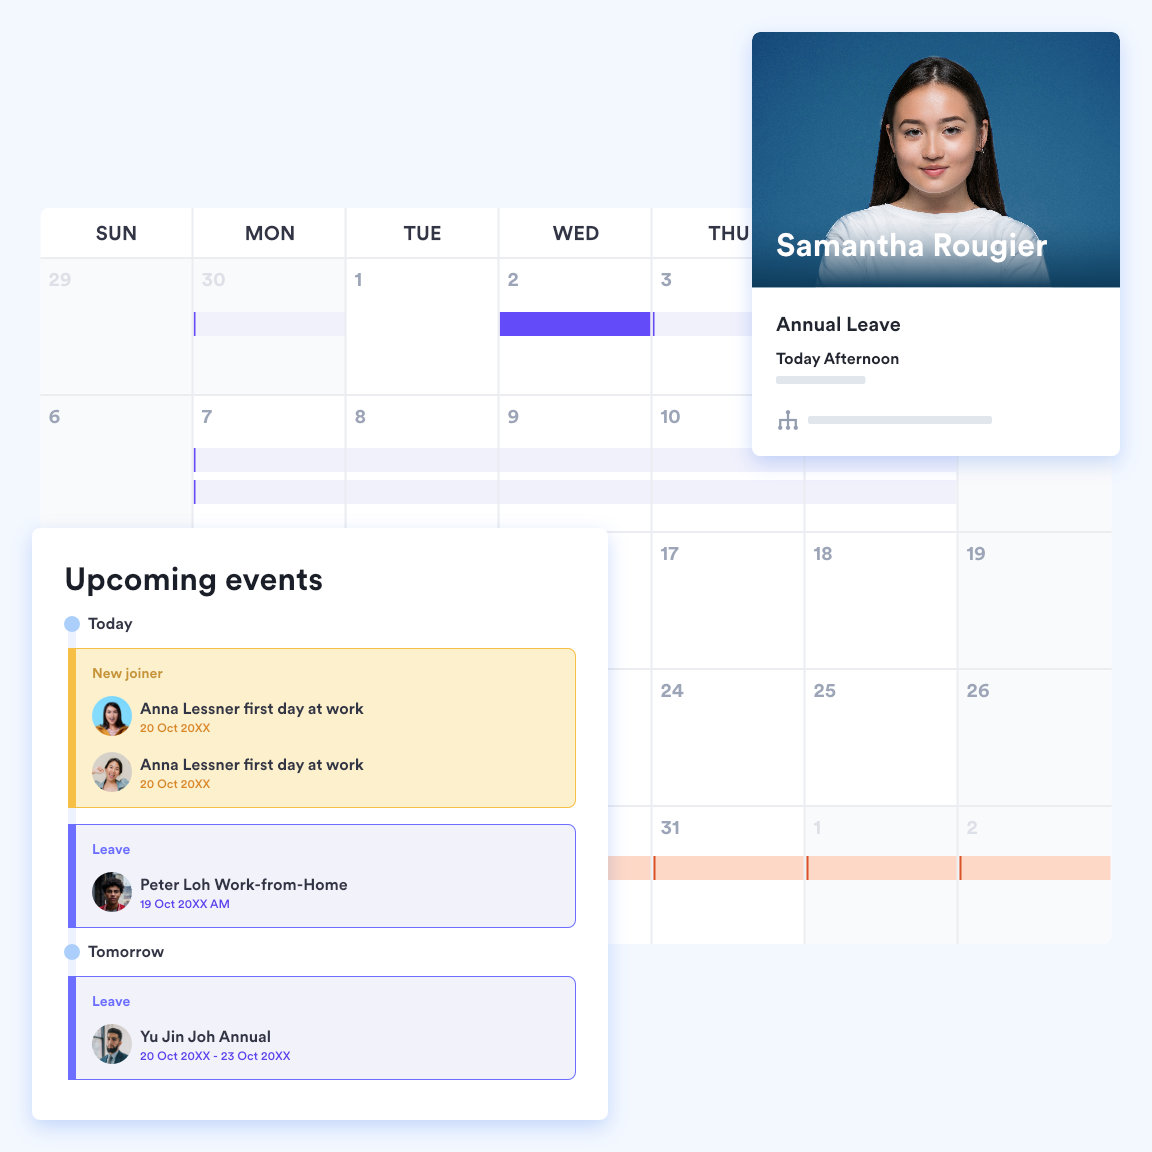 Samantha Rougier
Annual Leave
Today Afternoon
SUN MON TUE WED THU
29 30 1 2 3
6 7 8 9 10
17 18 19
24 25 26
31 1 2
Upcoming events
Today
New joiner
Anna Lessner first day at work
20 Oct 20XX
Anna Lessner first day at work
20 Oct 20XX
Leave
Peter Loh Work-from-Home
19 Oct 20XX AM
Tomorrow
Leave
Yu Jin Joh Annual
20 Oct 20XX - 23 Oct 20XX